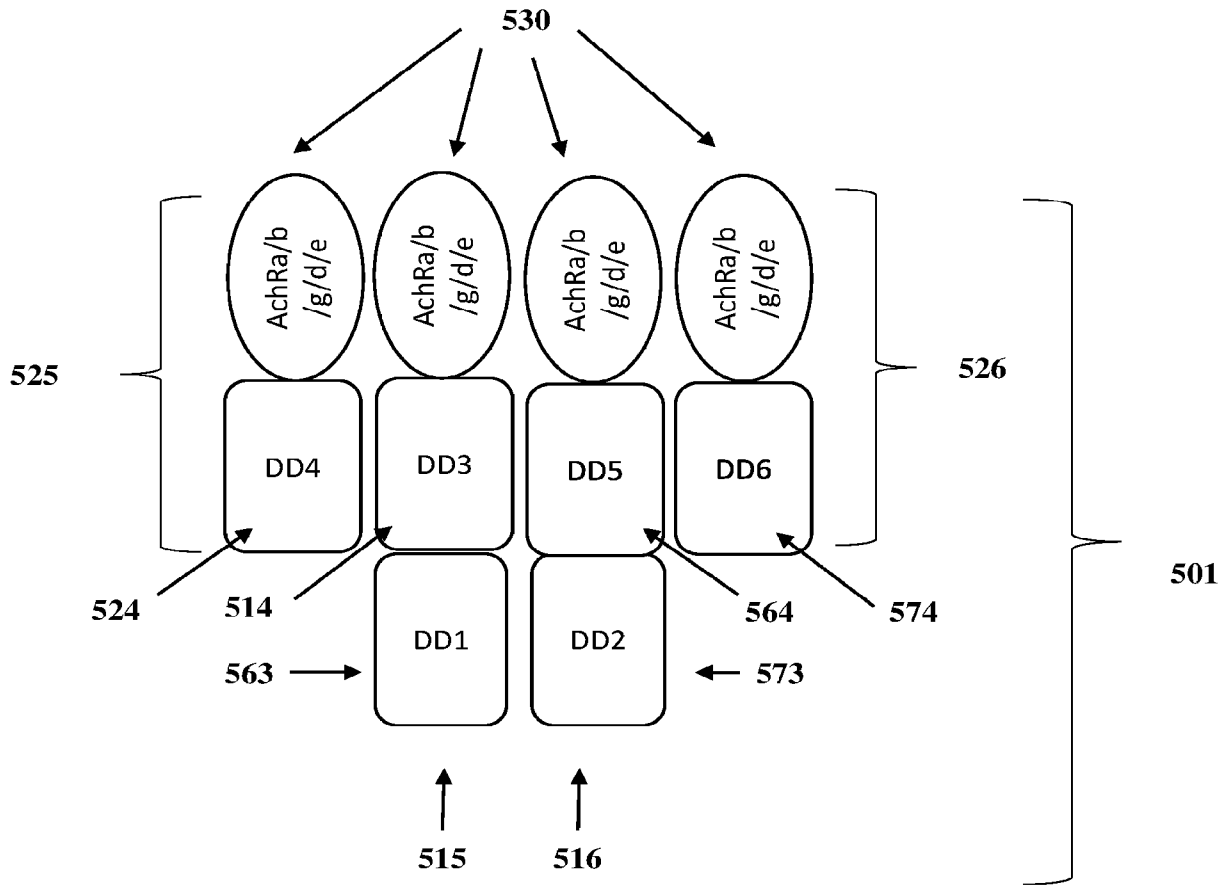 530
AchRa/b
/g/d/e
AchRa/b
/g/d/e
AchRa/b
/g/d/e
AchRa/b
/g/d/e
525
526
DD4
DD3
DD5
DD6
501
524
514
564
574
DD1
DD2
563
573
515
516